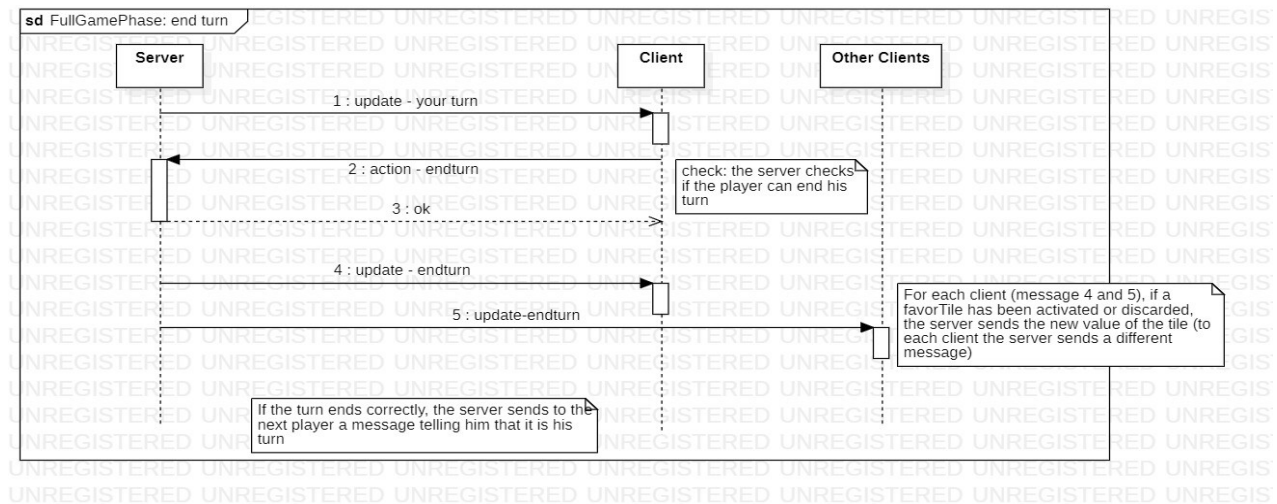 sd FullGamePhase: end turn
Server
Client
Other Clients
1 : update - your turn
2 : action - endturn
check: the server checks
if the player can end his
turn
3 : ok
4 : update - endturn
For each client (message 4 and 5), if a
favorTile has been activated or discarded,
the server sends the new value of the tile (to
each client the server sends a different
message)
5 : update-endturn
If the turn ends correctly, the server sends to the
next player a message telling him that it is his
turn
UNREGISTERED